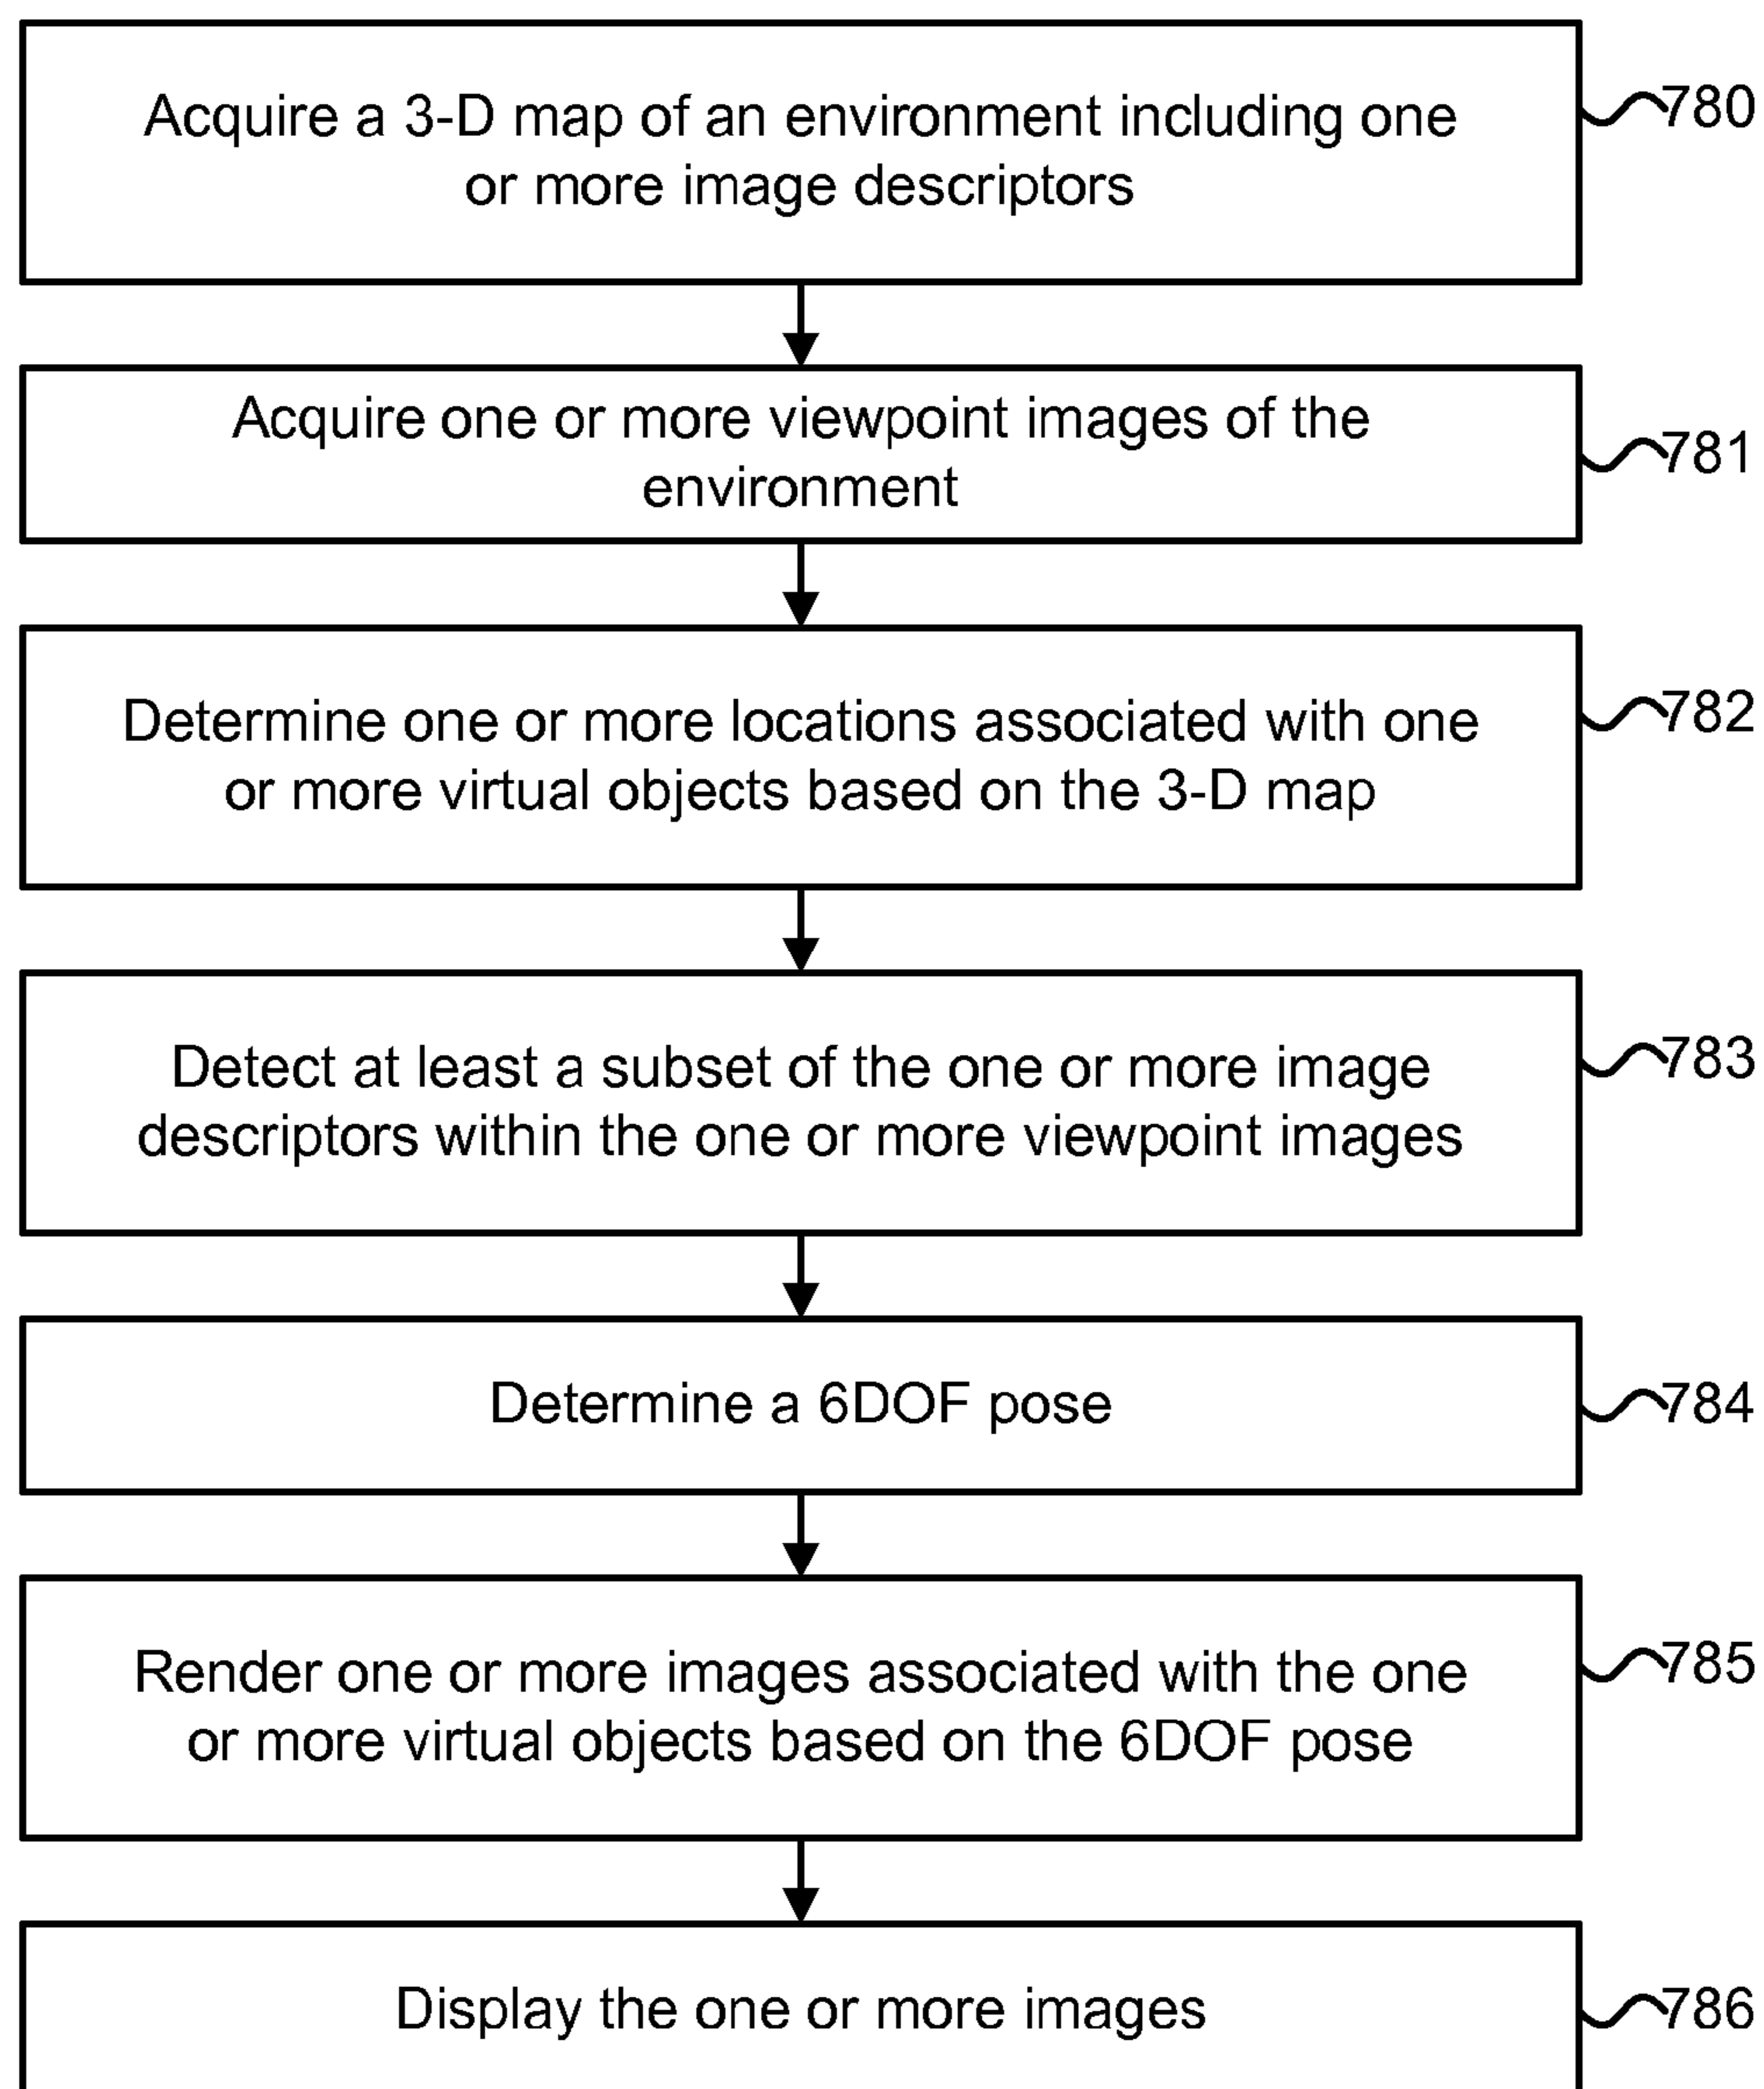 Acquire a 3-D map of an environment including one
or more image descriptors
780
Acquire one or more viewpoint images of the
environment
781
Determine one or more locations associated with one
or more virtual objects based on the 3-D map
782
Detect at least a subset of the one or more image
descriptors within the one or more viewpoint images
783
Determine a 6DOF pose
784
Render one or more images associated with the one
or more virtual objects based on the 6DOF pose
785
Display the one or more images
786